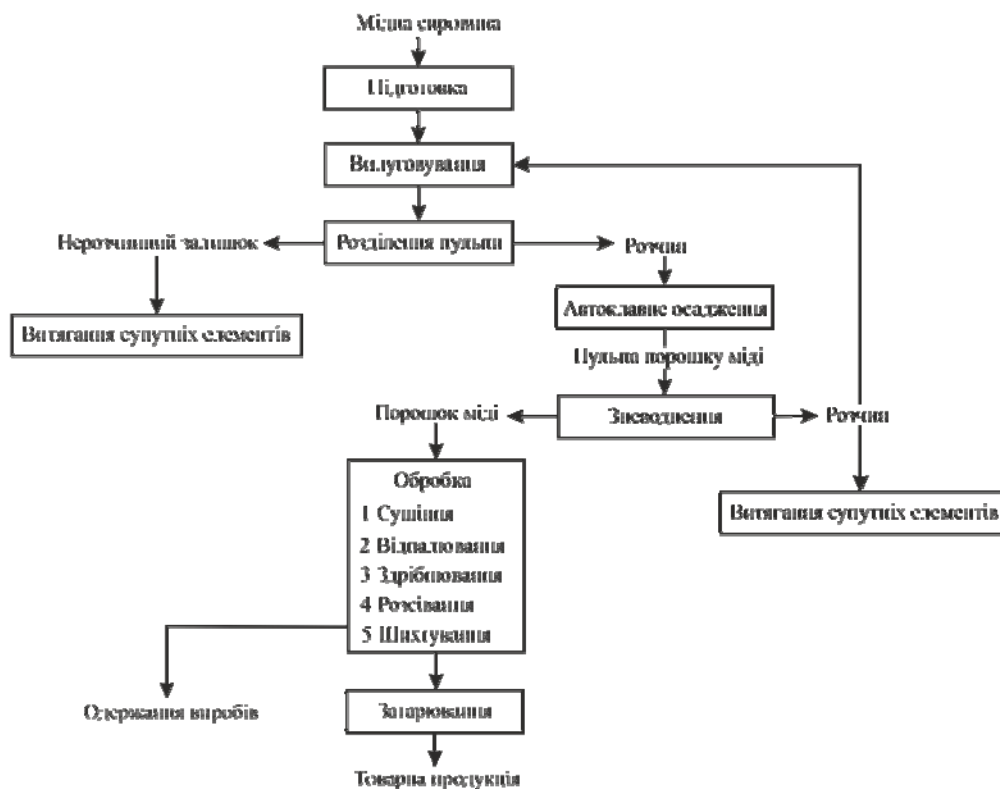 Мідна сировина
Підготовка
Вилуговування
Розділення пульпи
Нерозчинний залишок
Розчин
Витягання супутніх елементів
Автоклавне осадження
Пульпа порошку міді
Порошок міді
Зневоднення
Розчин
Обробка
1 Сушіння
2 Відпалювання
3 Здрібнювання
4 Розсівання
5 Шихтування
Витягання супутніх елементів
Одержання виробів
Затарювання
Товарна продукція